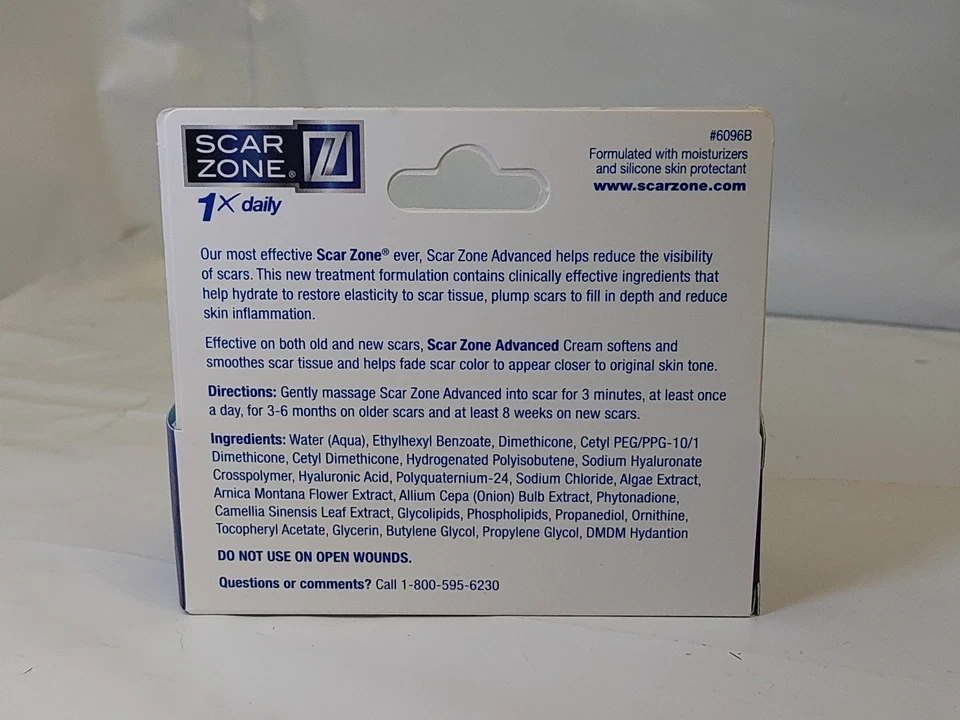 SCAR
ZONE®
1X daily
#6096B
Formulated with moisturizers
and silicone skin protectant
www.scarzone.com
Our most effective Scar Zone® ever, Scar Zone Advanced helps reduce the visibility
of scars. This new treatment formulation contains clinically effective ingredients that
help hydrate to restore elasticity to scar tissue, plump scars to fill in depth and reduce
skin inflammation.
Effective on both old and new scars, Scar Zone Advanced Cream softens and
smoothes scar tissue and helps fade scar color to appear closer to original skin tone.
Directions: Gently massage Scar Zone Advanced into scar for 3 minutes, at least once
a day, for 3-6 months on older scars and at least 8 weeks on new scars.
Ingredients: Water (Aqua), Ethylhexyl Benzoate, Dimethicone, Cetyl PEG/PPG-10/1
Dimethicone, Cetyl Dimethicone, Hydrogenated Polyisobutene, Sodium Hyaluronate
Crosspolymer, Hyaluronic Acid, Polyquaternium-24, Sodium Chloride, Algae Extract,
Arnica Montana Flower Extract, Allium Cepa (Onion) Bulb Extract, Phytonadione,
Camellia Sinensis Leaf Extract, Glycolipids, Phospholipids, Propanediol, Ornithine,
Tocopheryl Acetate, Glycerin, Butylene Glycol, Propylene Glycol, DMDM Hydantion
DO NOT USE ON OPEN WOUNDS.
Questions or comments? Call 1-800-595-6230